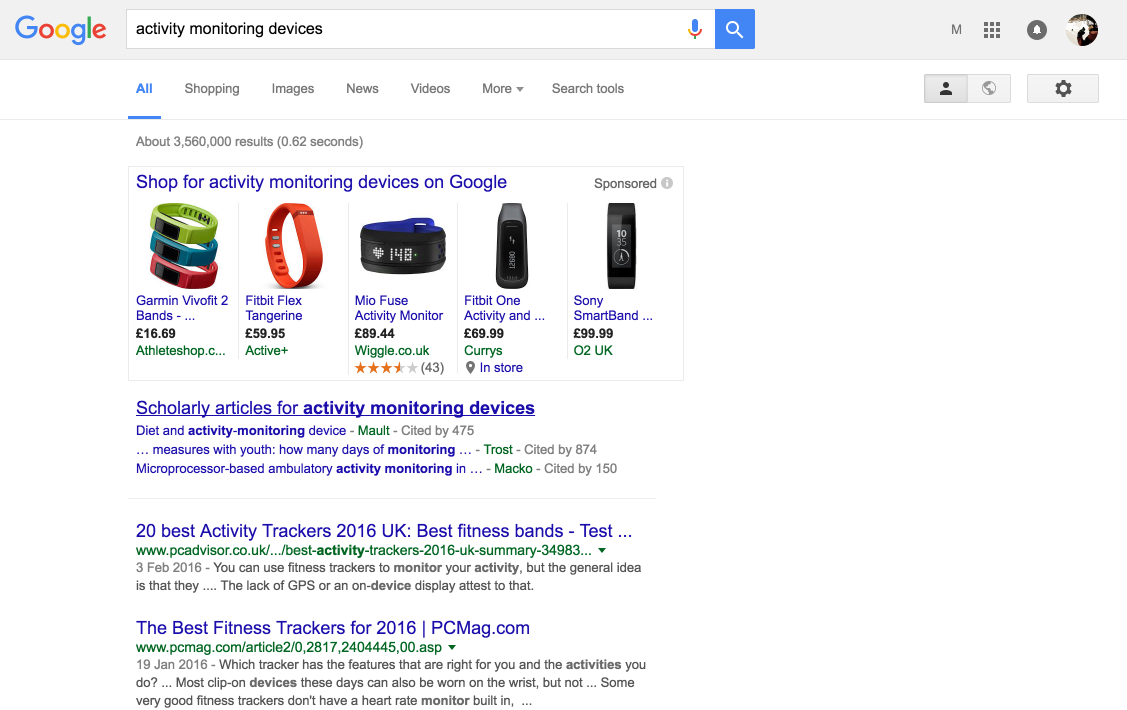 Google
activity monitoring devices
M
All Shopping Images News Videos More Search tools
About 3,560,000 results (0.62 seconds)
Shop for activity monitoring devices on Google
Sponsored
148
12680
10
35
Garmin Vivofit 2
Bands - ...
£16.69
Athleteshop.c...
Fitbit Flex
Tangerine
£59.95
Active+
Mio Fuse
Activity Monitor
£89.44
Wiggle.co.uk
(43)
Fitbit One
Activity and ...
£69.99
Currys
In store
Sony
SmartBand ...
£99.99
O2 UK
Scholarly articles for activity monitoring devices
Diet and activity-monitoring device - Mault - Cited by 475
… measures with youth: how many days of monitoring … - Trost - Cited by 874
Microprocessor-based ambulatory activity monitoring in … - Macko - Cited by 150
20 best Activity Trackers 2016 UK: Best fitness bands - Test ...
www.pcadvisor.co.uk/.../best-activity-trackers-2016-uk-summary-34983...
3 Feb 2016 - You can use fitness trackers to monitor your activity, but the general idea
is that they .... The lack of GPS or an on-device display attest to that.
The Best Fitness Trackers for 2016 | PCMag.com
www.pcmag.com/article2/0,2817,2404445,00.asp
19 Jan 2016 - Which tracker has the features that are right for you and the activities you
do? ... Most clip-on devices these days can also be worn on the wrist, but not ... Some
very good fitness trackers don't have a heart rate monitor built in, ...